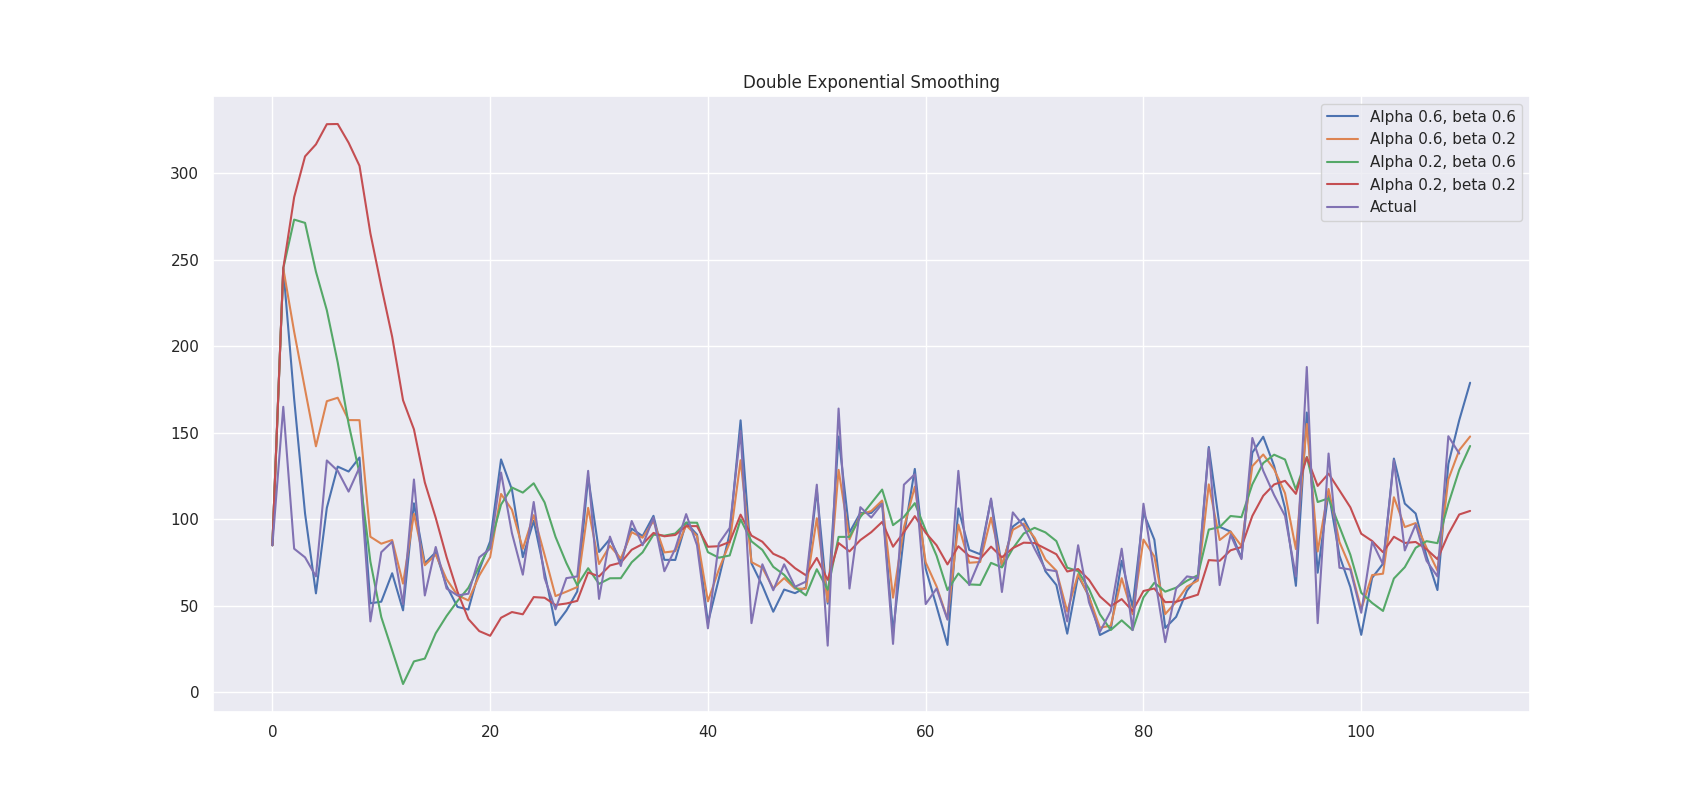 Double Exponential Smoothing
Alpha 0.6, beta 0.6
Alpha 0.6, beta 0.2
Alpha 0.2, beta 0.6
Alpha 0.2, beta 0.2
Actual
300
250
200
150
100
50
0
0 20 40 60 80 100